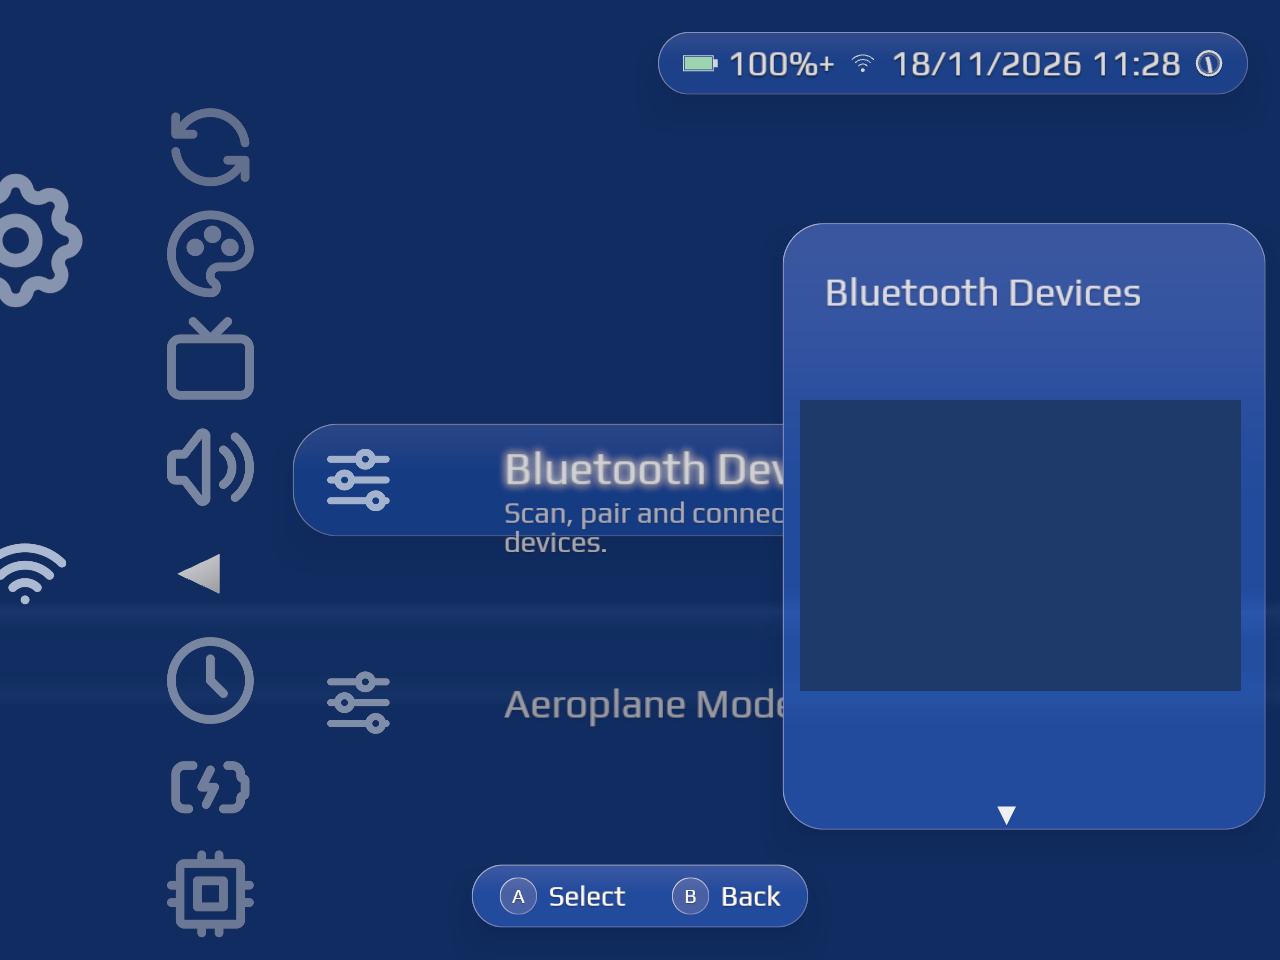 100%+ 18/11/2026 11:28
Bluetooth Devices
Bluetooth Dev
Scan, pair and connec
devices.
Aeroplane Mode
A Select B Back